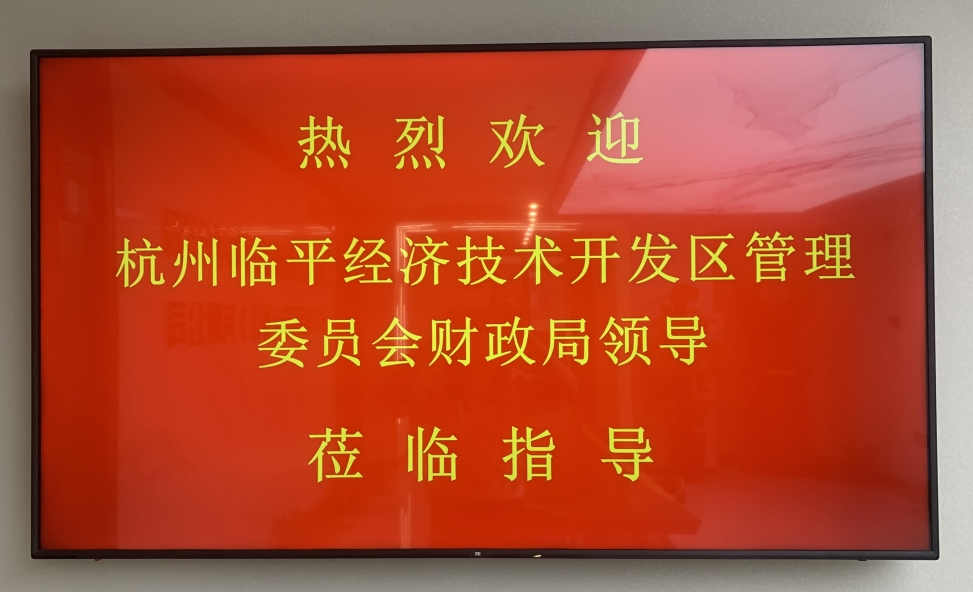 热烈欢迎
杭州临平经济技术开发区管理
委员会财政局领导
莅临指导